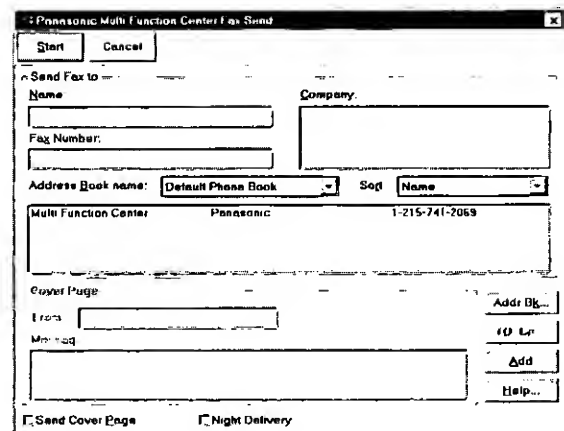 Panasonic Multi Function Center Fax Send
Start Cancel
Send Fax to
Name Company:
Fax Number:
Address Book name: Default Phone Book Sort Name
Multi Function Center Panasonic 1-215-741-2069
Cover Page
From
Addr Bk...
Add
Help...
Send Cover Page Night Delivery